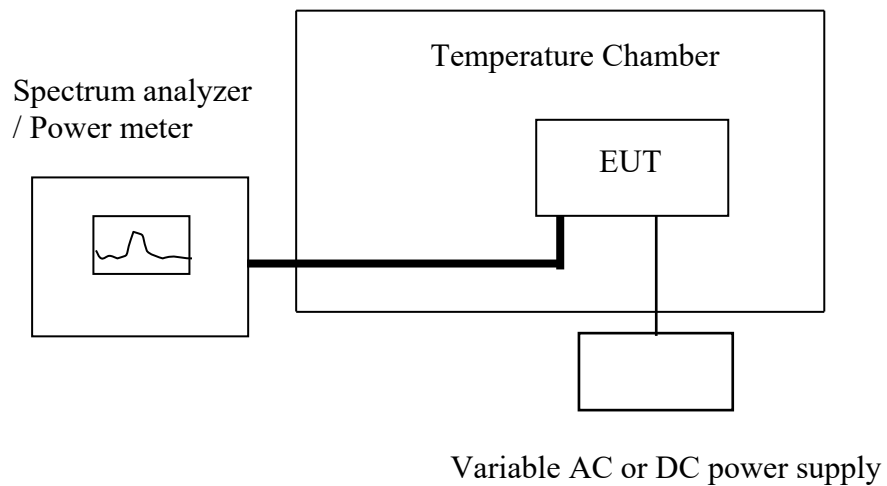 Temperature Chamber
Spectrum analyzer
/ Power meter
EUT
Variable AC or DC power supply